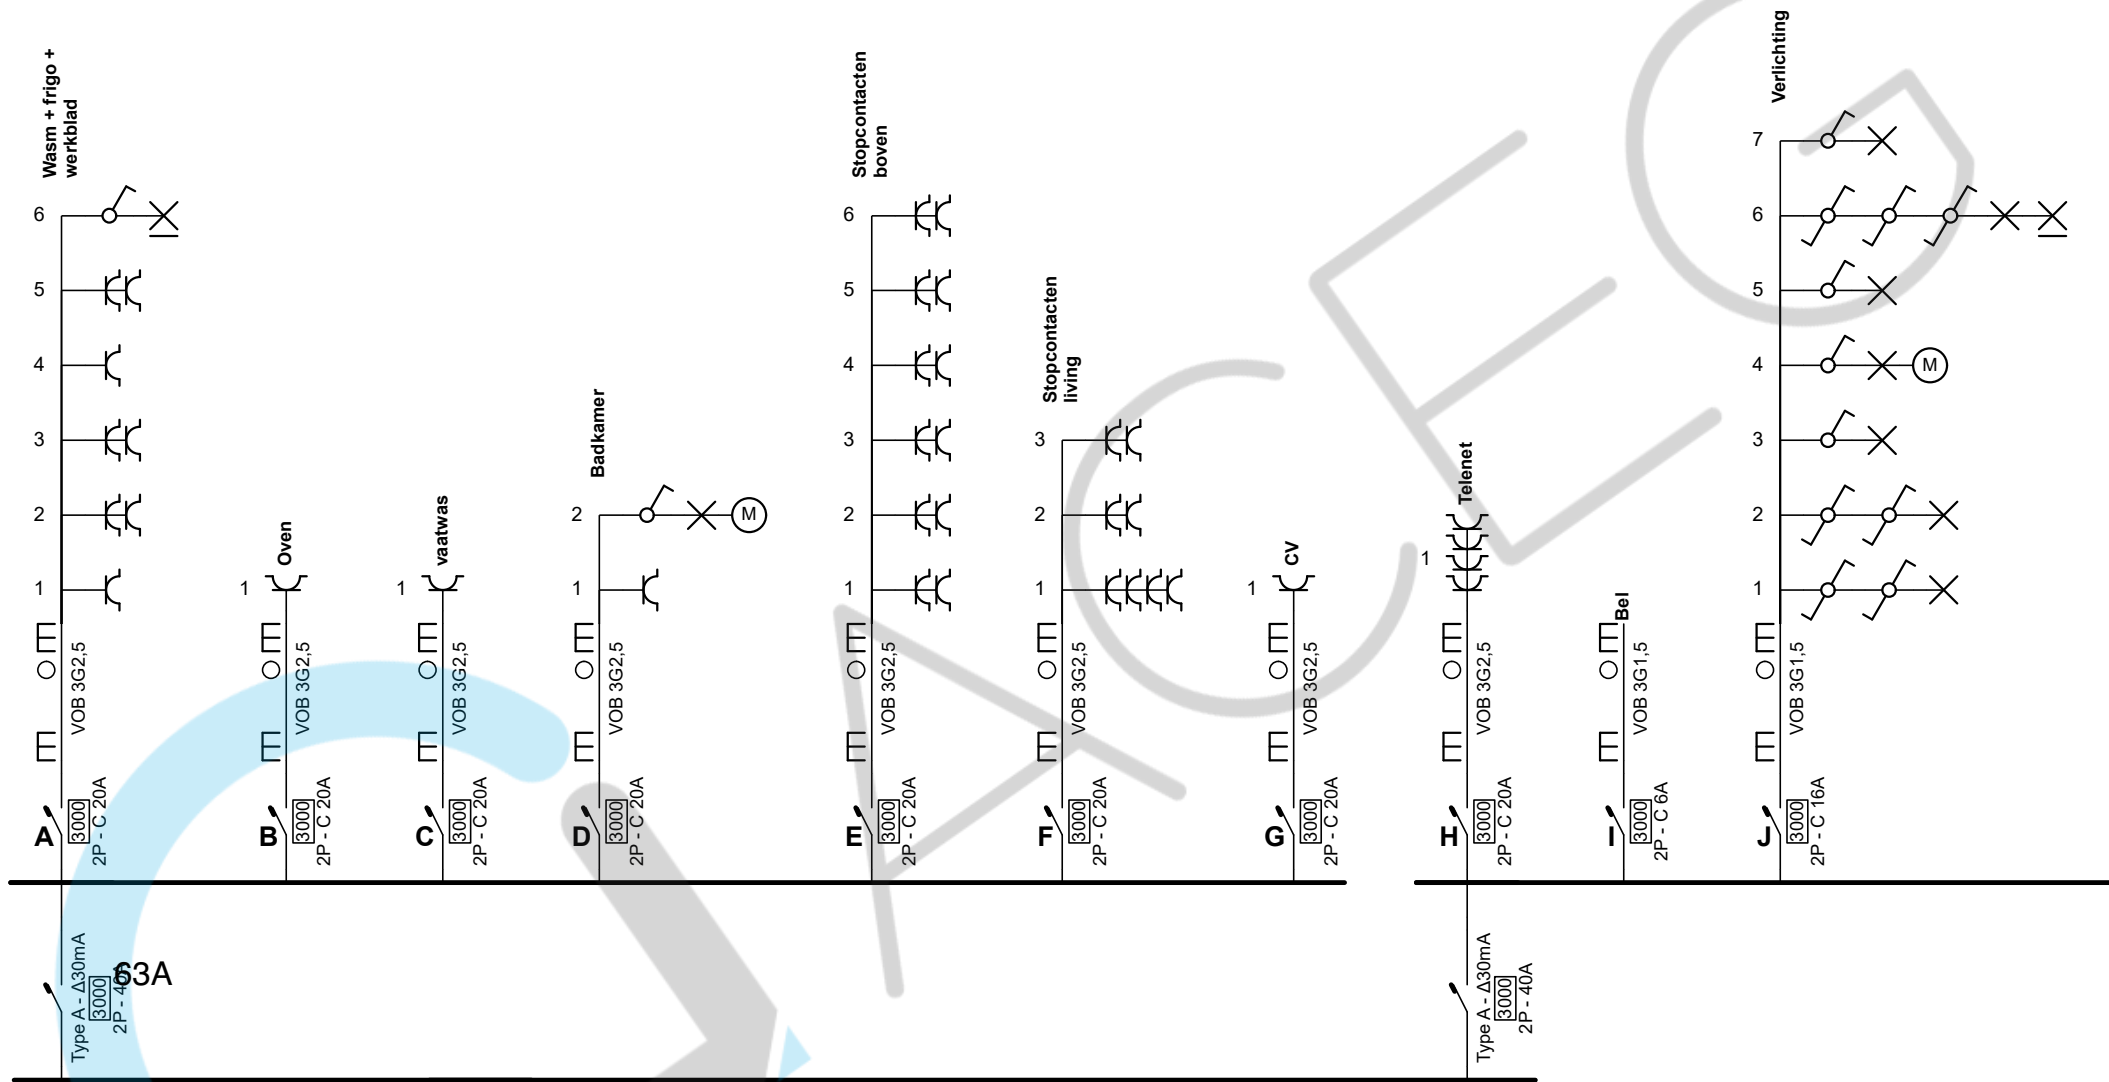 Wasm + frigo +
werkblad
6
5
4
3
2
1
VOB 3G2,5
A
3000
2P - C 20A
Oven
1
VOB 3G2,5
B
3000
2P - C 20A
vaatwas
1
VOB 3G2,5
C
3000
2P - C 20A
Badkamer
2
M
1
VOB 3G2,5
D
3000
2P - C 20A
Stopcontacten
boven
6
5
4
3
2
1
VOB 3G2,5
E
3000
2P - C 20A
Stopcontacten
living
3
2
1
VOB 3G2,5
F
3000
2P - C 20A
CV
1
VOB 3G2,5
G
3000
2P - C 20A
Telenet
1
VOB 3G2,5
H
3000
2P - C 20A
Bel
VOB 3G1,5
I
3000
2P - C 6A
Verlichting
7
6
5
4
M
3
2
1
VOB 3G1,5
J
3000
2P - C 16A
Type A - Δ30mA
3000
2P - 40A
63A
Type A - Δ30mA
3000
2P - 40A
ACEG